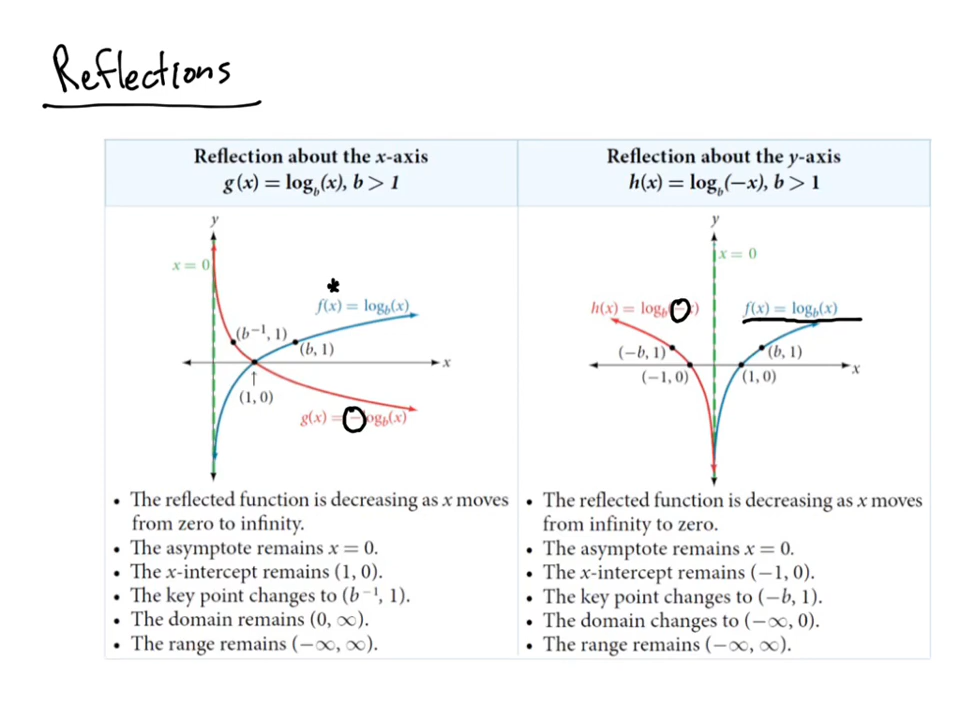 Reflections
Reflection about the x-axis
g(x) = log_b(x), b > 1
Reflection about the y-axis
h(x) = log_b(−x), b > 1
y
x = 0
*
f(x) = log_b(x)
(b⁻¹, 1)
(b, 1)
x
(1, 0)
g(x) = −log_b(x)
y
x = 0
h(x) = log_b(−x)
f(x) = log_b(x)
(−b, 1)
(b, 1)
x
(−1, 0)
(1, 0)
• The reflected function is decreasing as x moves
from zero to infinity.
• The asymptote remains x = 0.
• The x-intercept remains (1, 0).
• The key point changes to (b⁻¹, 1).
• The domain remains (0, ∞).
• The range remains (−∞, ∞).
• The reflected function is decreasing as x moves
from infinity to zero.
• The asymptote remains x = 0.
• The x-intercept remains (−1, 0).
• The key point changes to (−b, 1).
• The domain changes to (−∞, 0).
• The range remains (−∞, ∞).